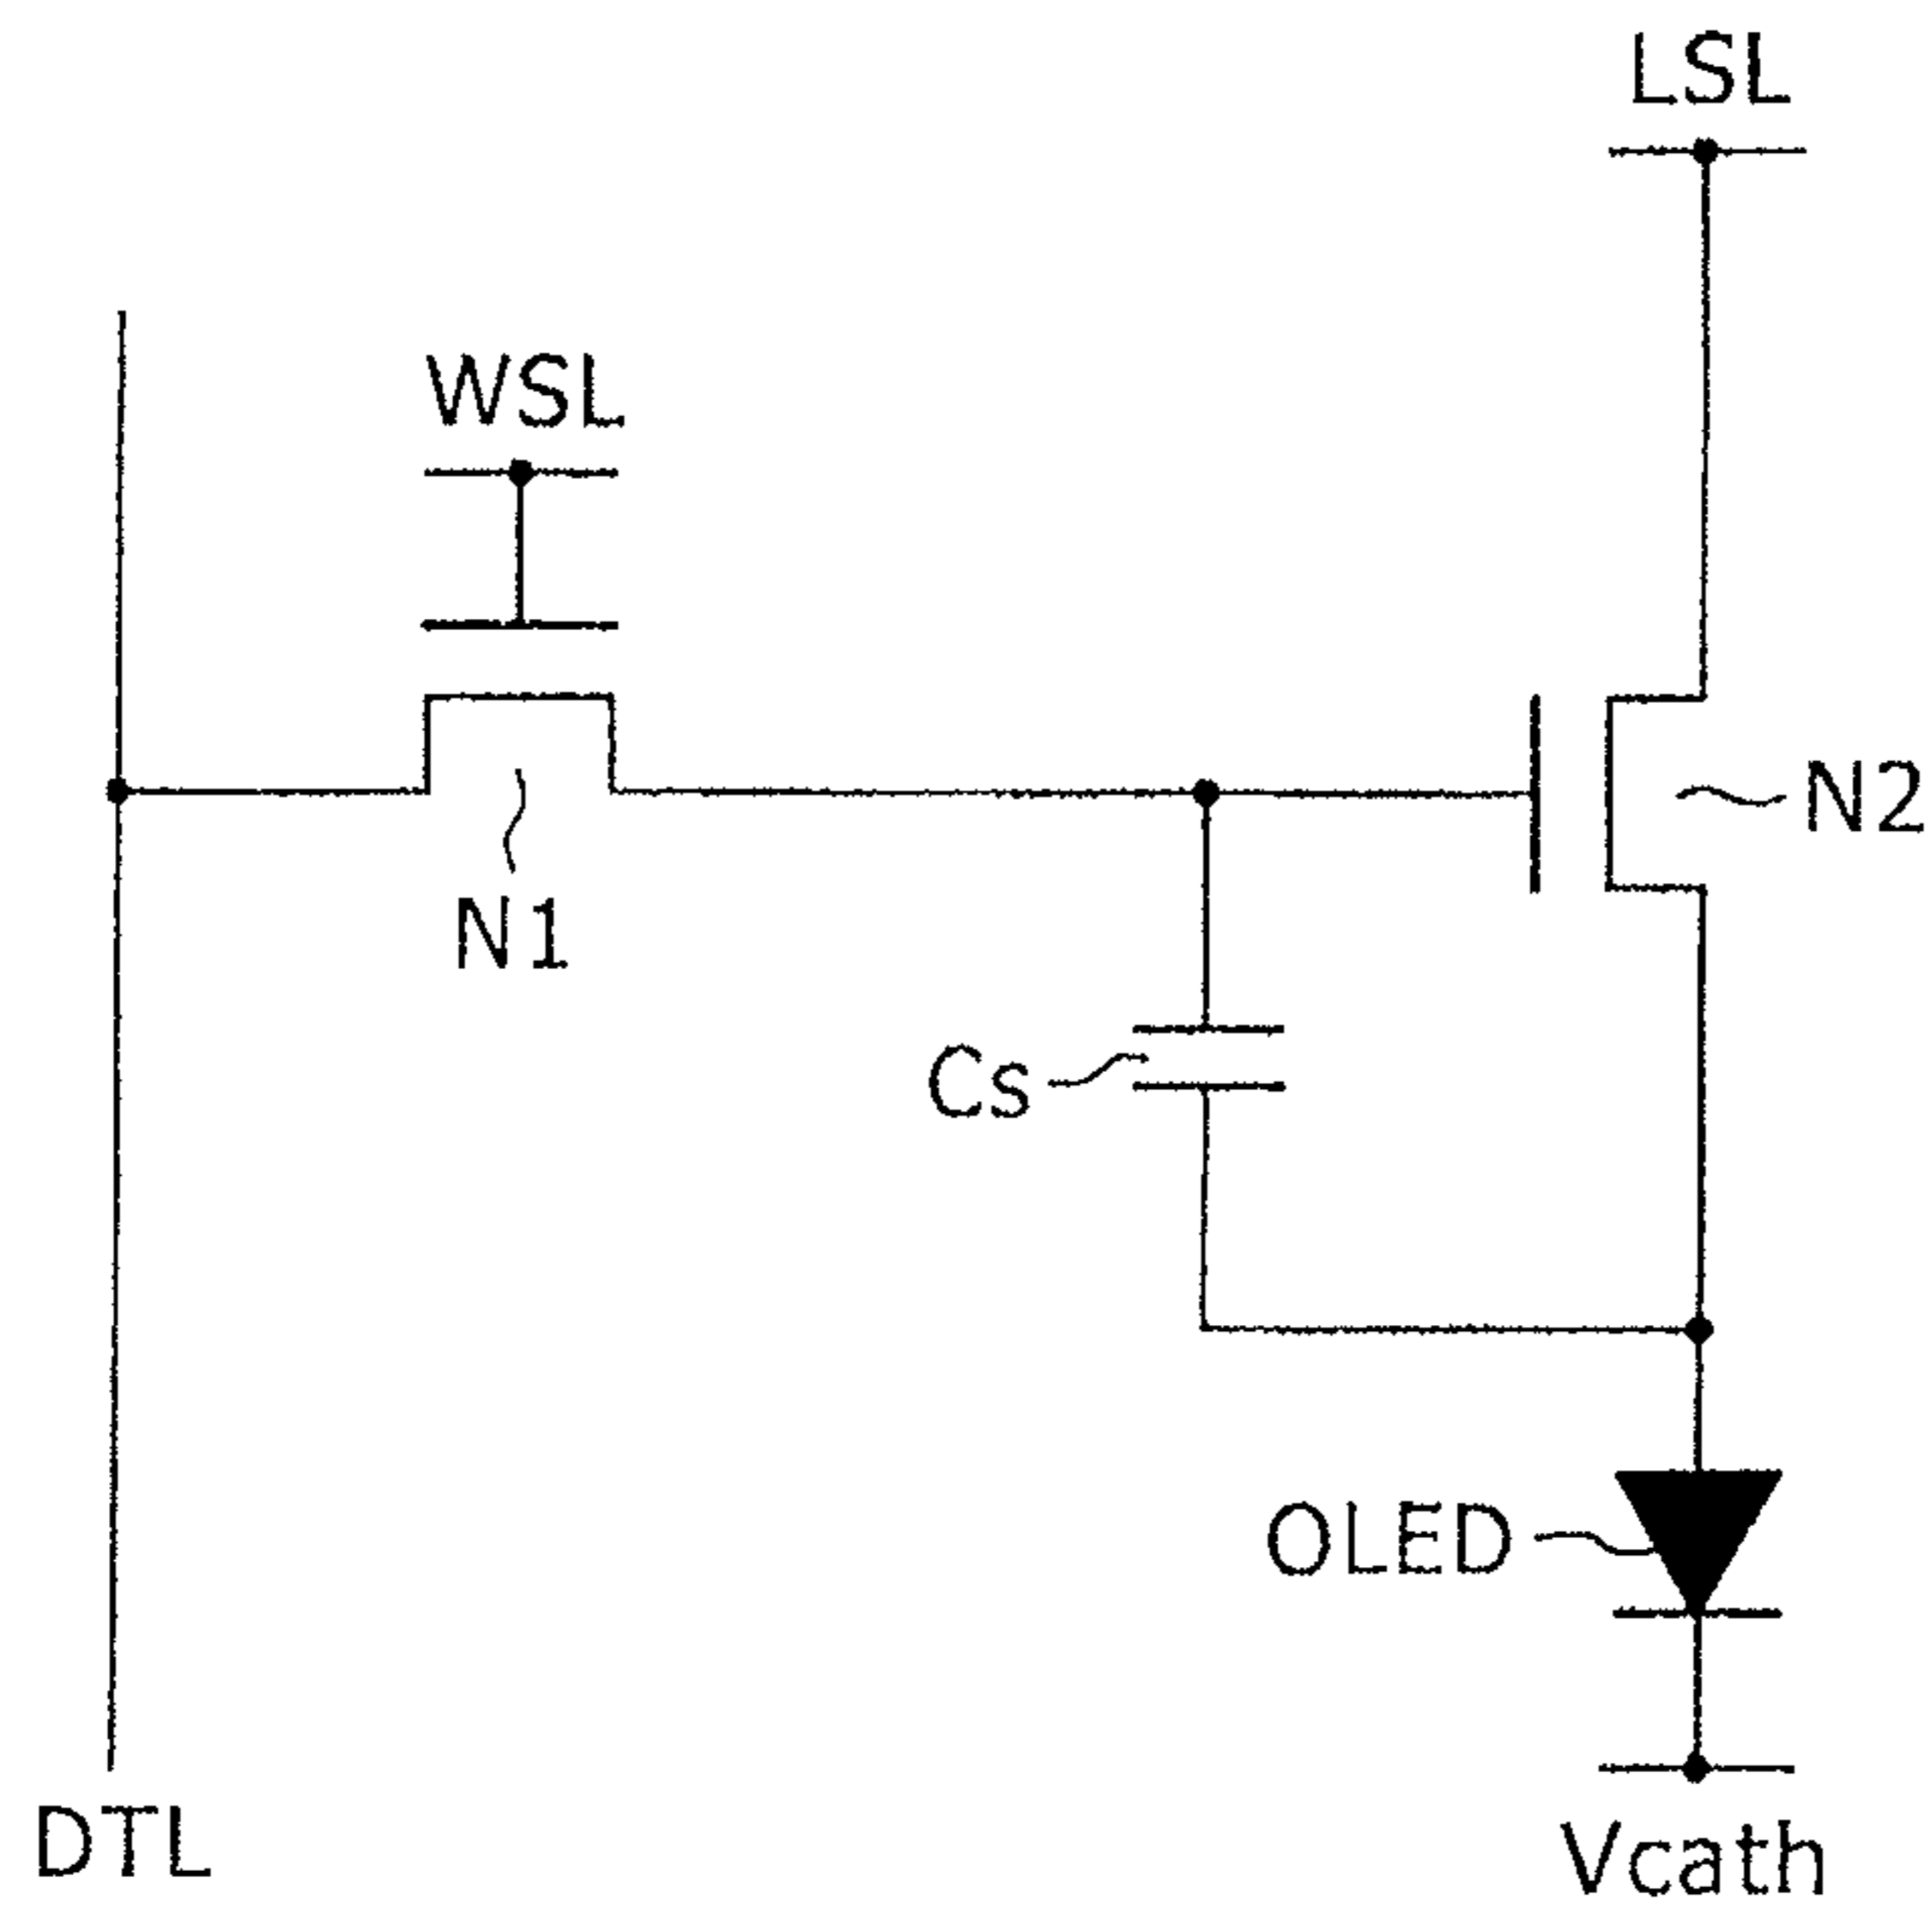 LSL
WSL
N2
N1
Cs
OLED
DTL
Vcath